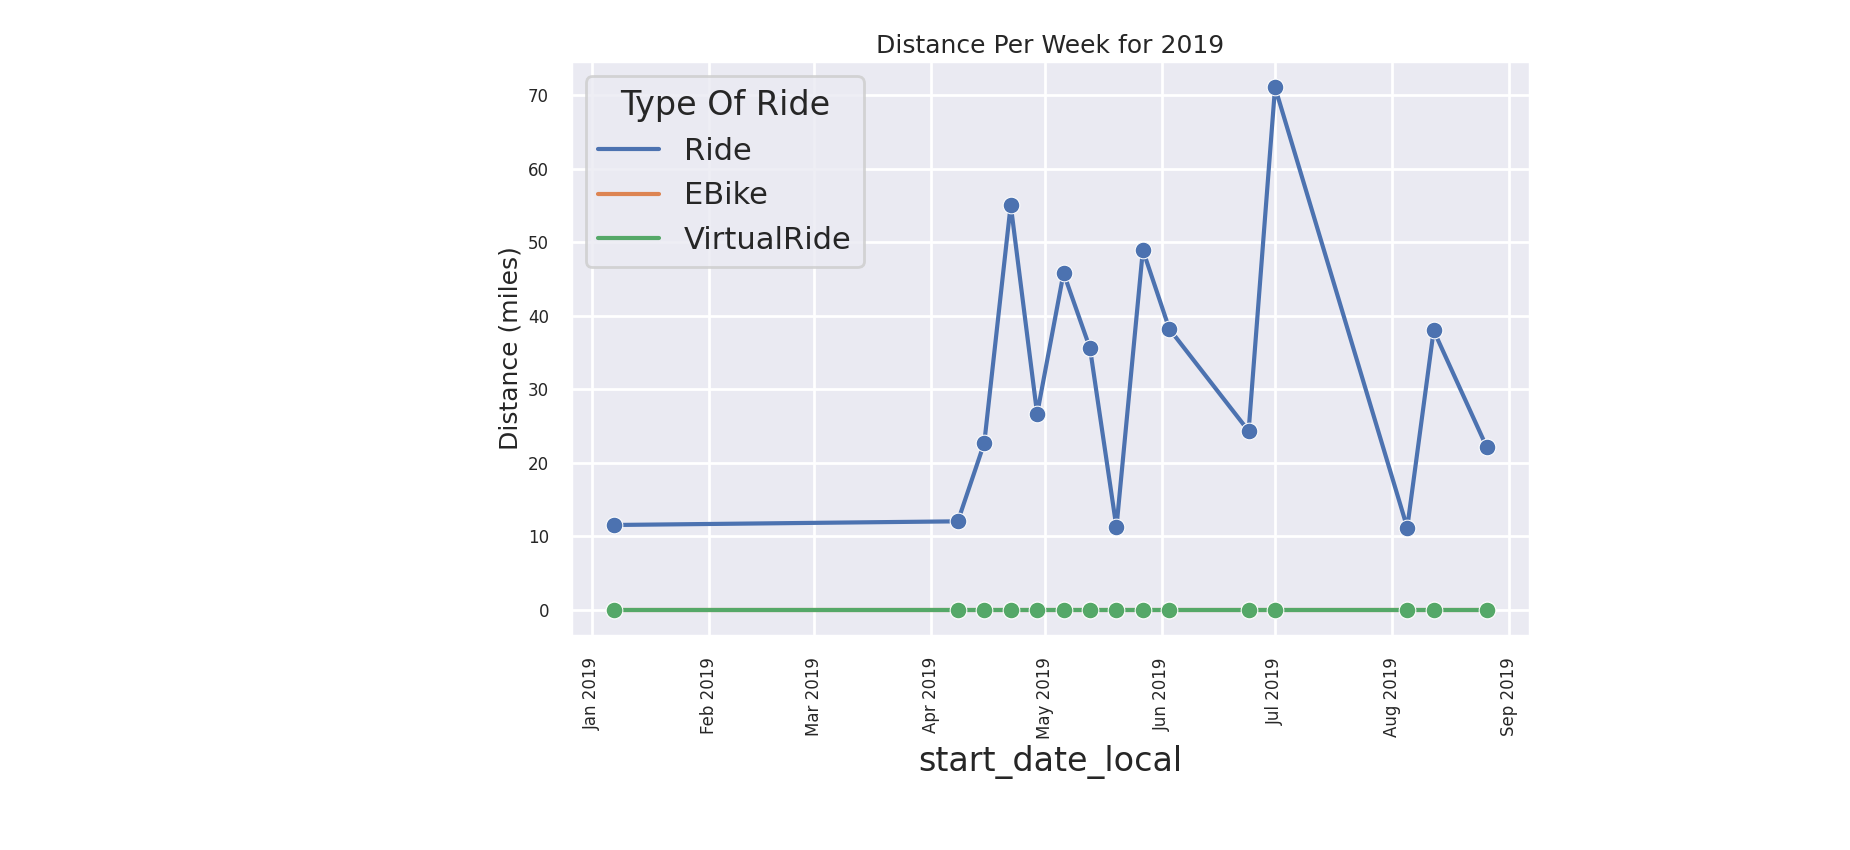 Distance Per Week for 2019
Type Of Ride
Ride
EBike
VirtualRide
Distance (miles)
70
60
50
40
30
20
10
0
Jan 2019
Feb 2019
Mar 2019
Apr 2019
May 2019
Jun 2019
Jul 2019
Aug 2019
Sep 2019
start_date_local